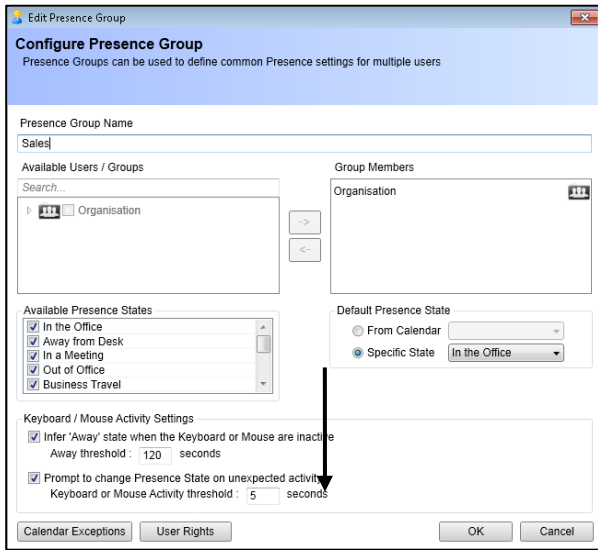 Edit Presence Group
Configure Presence Group
Presence Groups can be used to define common Presence settings for multiple users
Presence Group Name
Sales
Available Users / Groups
Group Members
Search...
Organisation
Organisation
->
<-
Available Presence States
In the Office
Away from Desk
In a Meeting
Out of Office
Business Travel
Default Presence State
From Calendar
Specific State In the Office
Keyboard / Mouse Activity Settings
Infer 'Away' state when the Keyboard or Mouse are inactive
Away threshold : 120 seconds
Prompt to change Presence State on unexpected activity
Keyboard or Mouse Activity threshold : 5 seconds
Calendar Exceptions User Rights OK Cancel